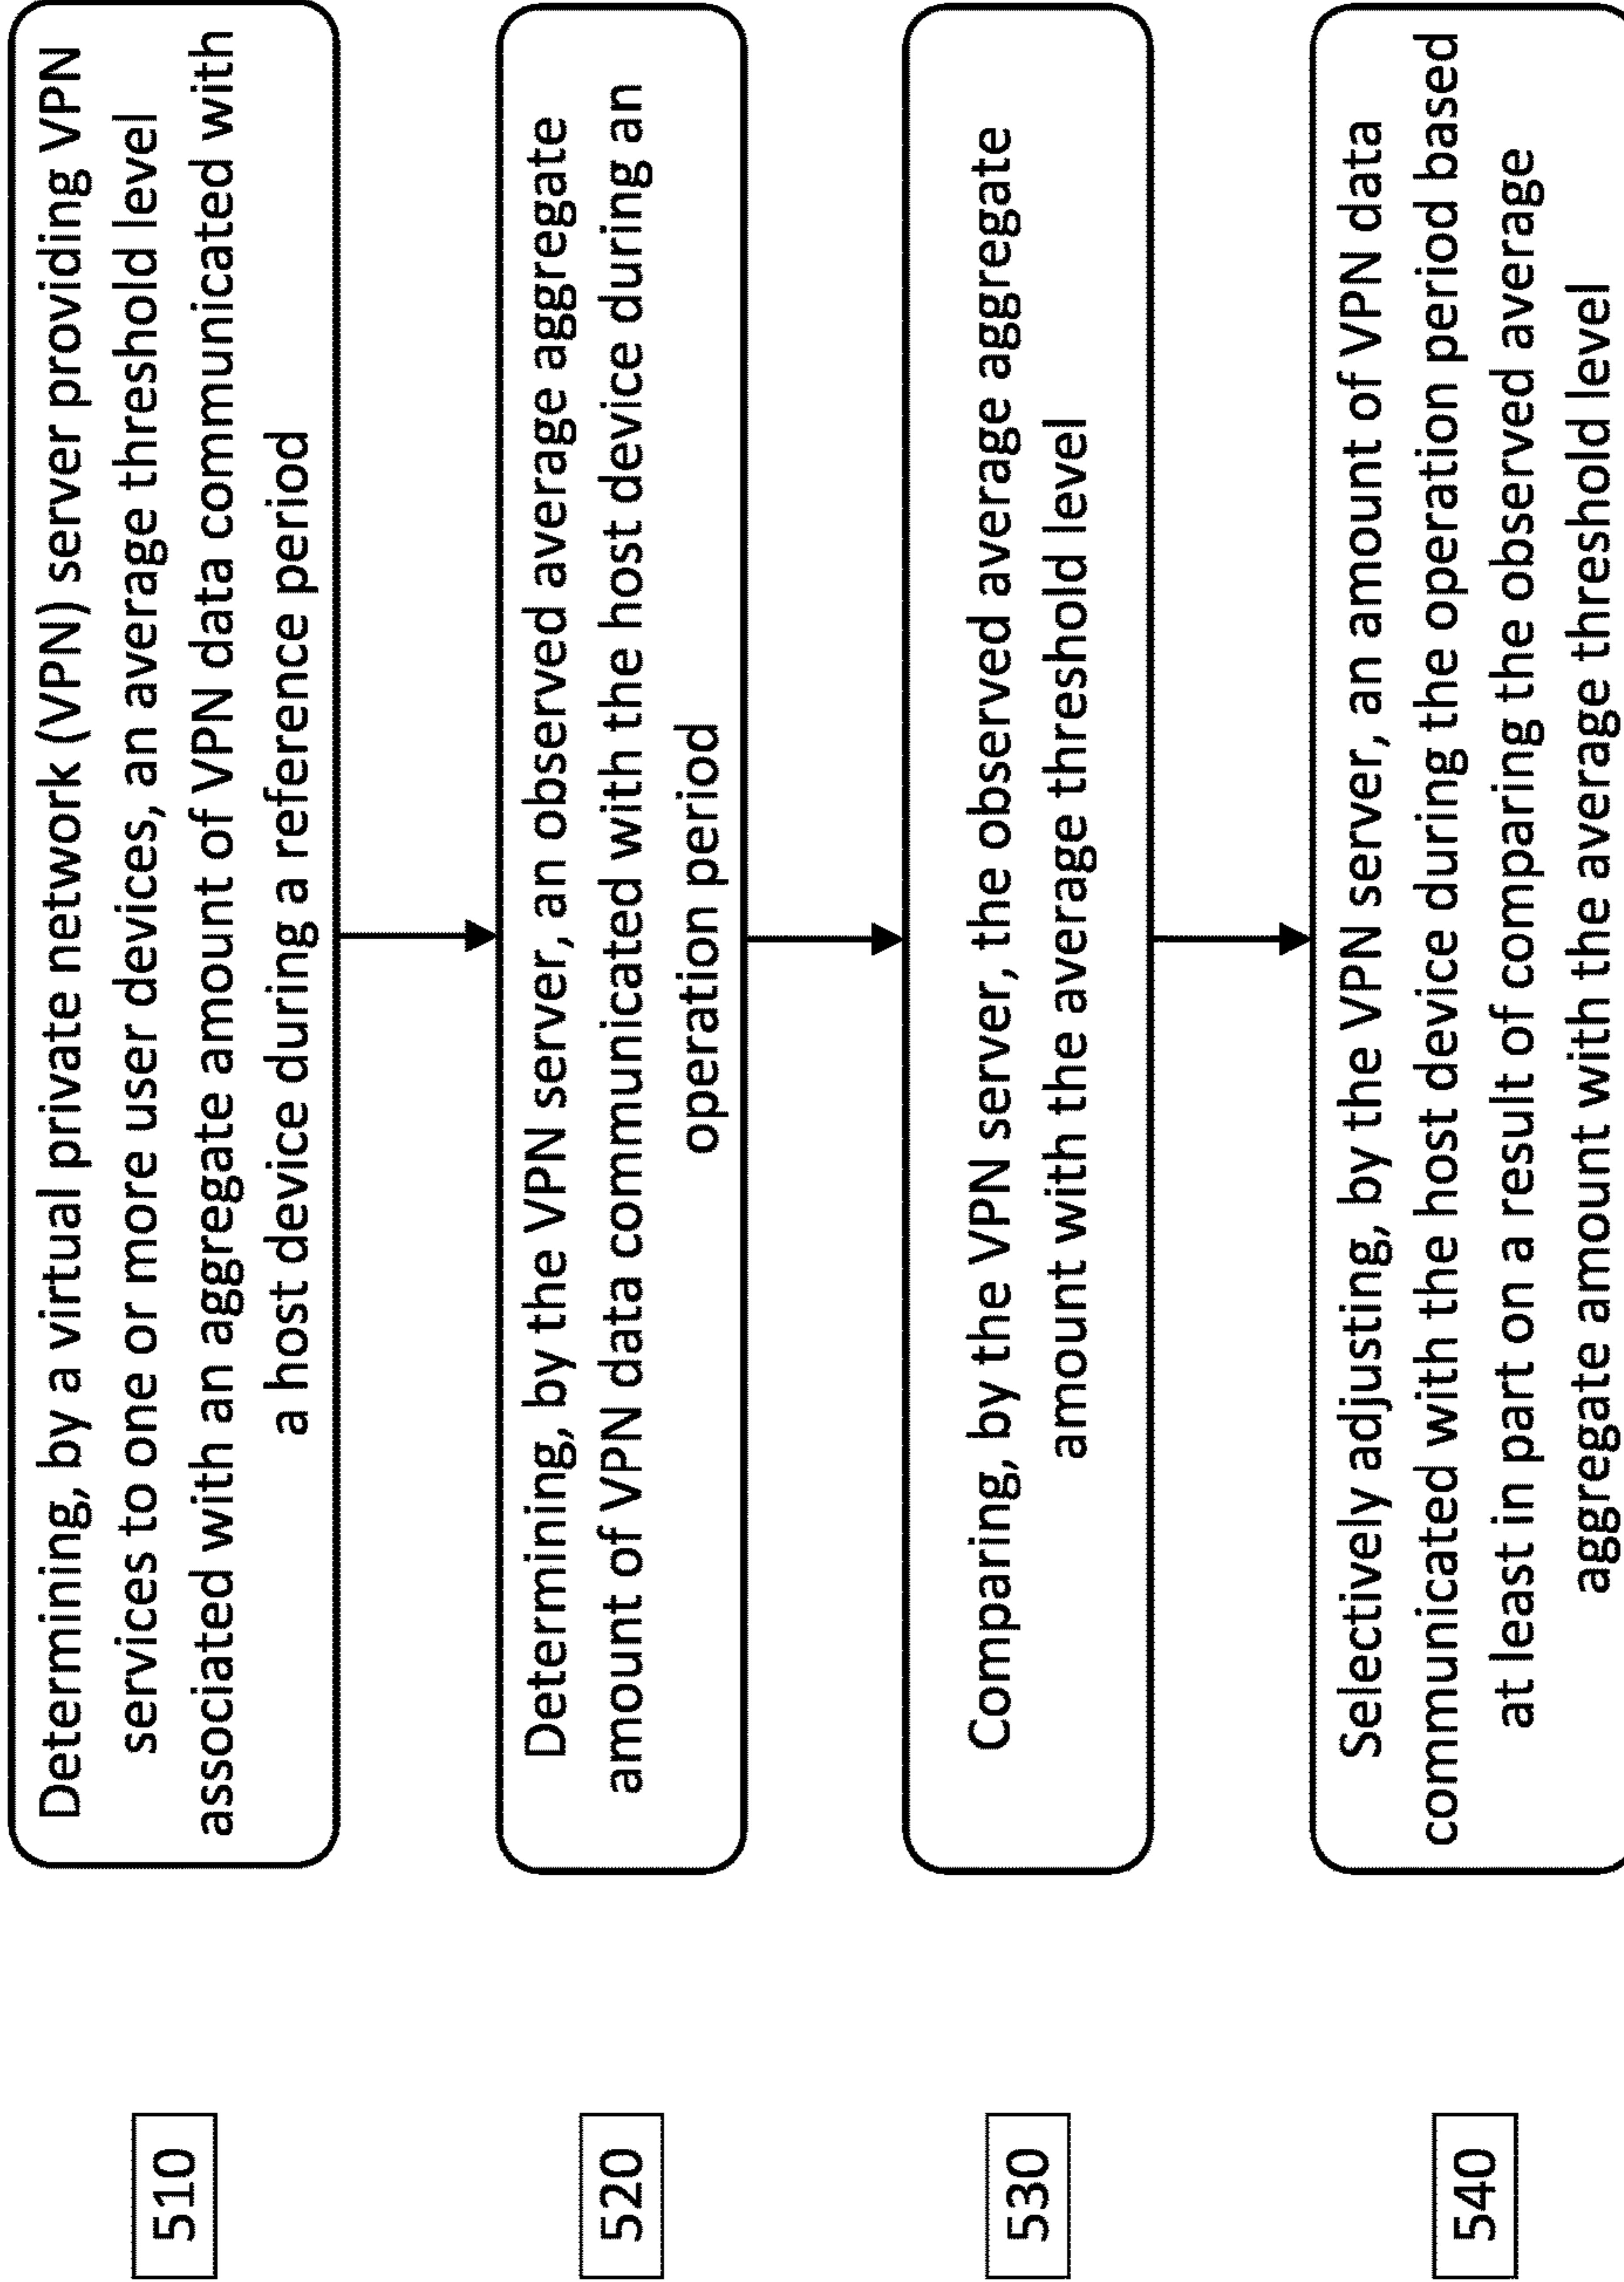 510
Determining, by a virtual private network (VPN) server providing VPN
services to one or more user devices, an average threshold level
associated with an aggregate amount of VPN data communicated with
a host device during a reference period
520
Determining, by the VPN server, an observed average aggregate
amount of VPN data communicated with the host device during an
operation period
530
Comparing, by the VPN server, the observed average aggregate
amount with the average threshold level
540
Selectively adjusting, by the VPN server, an amount of VPN data
communicated with the host device during the operation period based
at least in part on a result of comparing the observed average
aggregate amount with the average threshold level